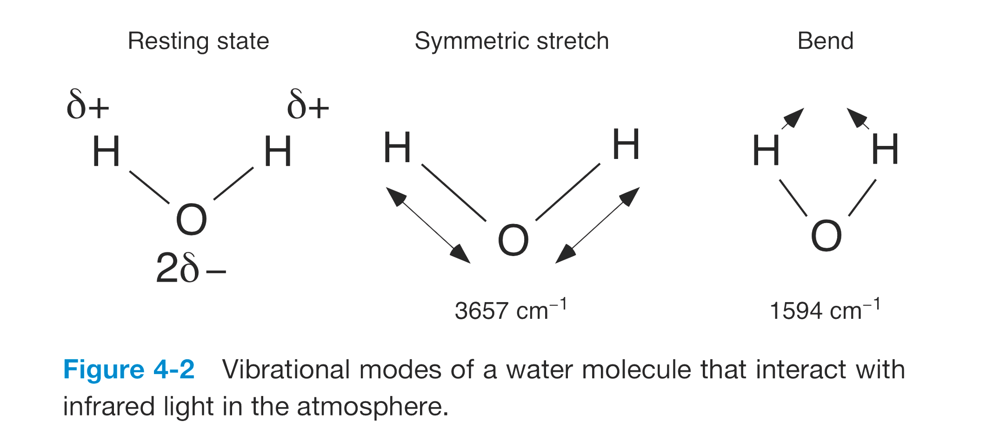 Resting state Symmetric stretch Bend
δ+ δ+
H H H H H H
O O O
2δ−
3657 cm⁻¹ 1594 cm⁻¹
Figure 4-2 Vibrational modes of a water molecule that interact with
infrared light in the atmosphere.